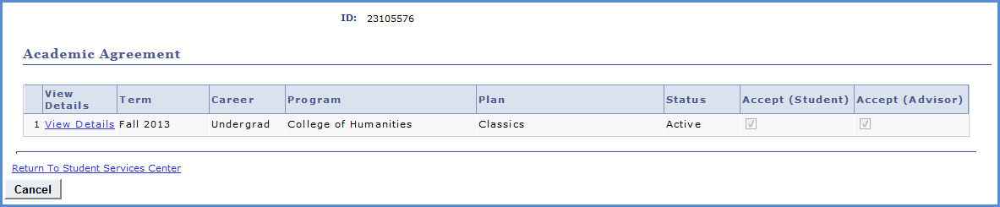 ID: 23105576
Academic Agreement
View Details Term Career Program Plan Status Accept (Student) Accept (Advisor)
1 View Details Fall 2013 Undergrad College of Humanities Classics Active
Return To Student Services Center
Cancel